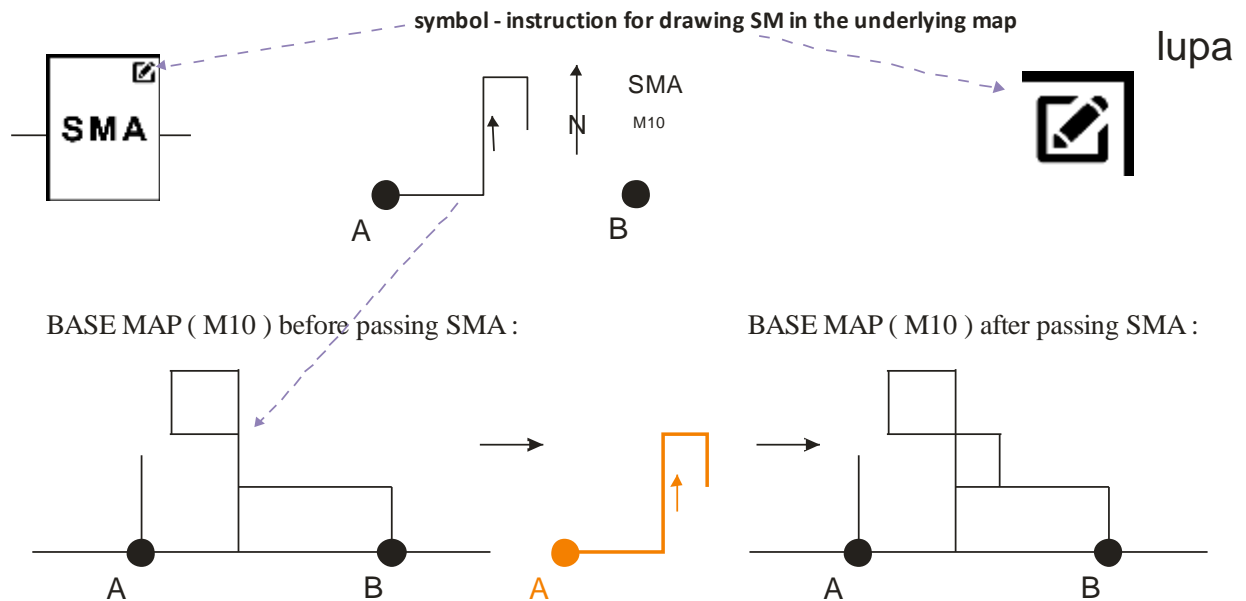 symbol - instruction for drawing SM in the underlying map
lupa
SMA
SMA
N
M10
A
B
BASE MAP ( M10 ) before passing SMA :
BASE MAP ( M10 ) after passing SMA :
A
B
A
A
B